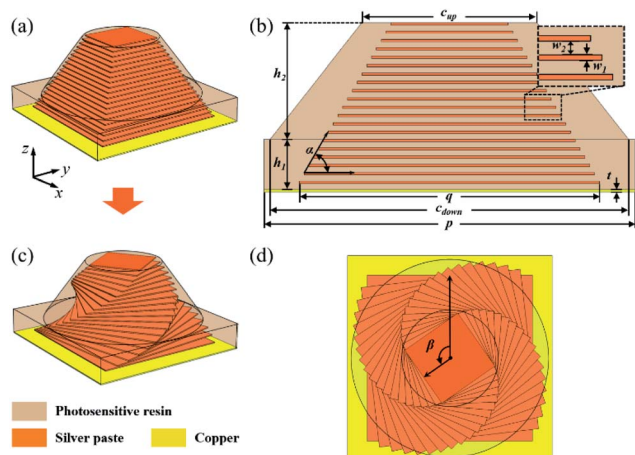 (a)
(b)
c_up
w_2
w_1
h_2
z
y
x
α
h_1
t
q
c_down
p
(c)
(d)
β
Photosensitive resin
Silver paste
Copper